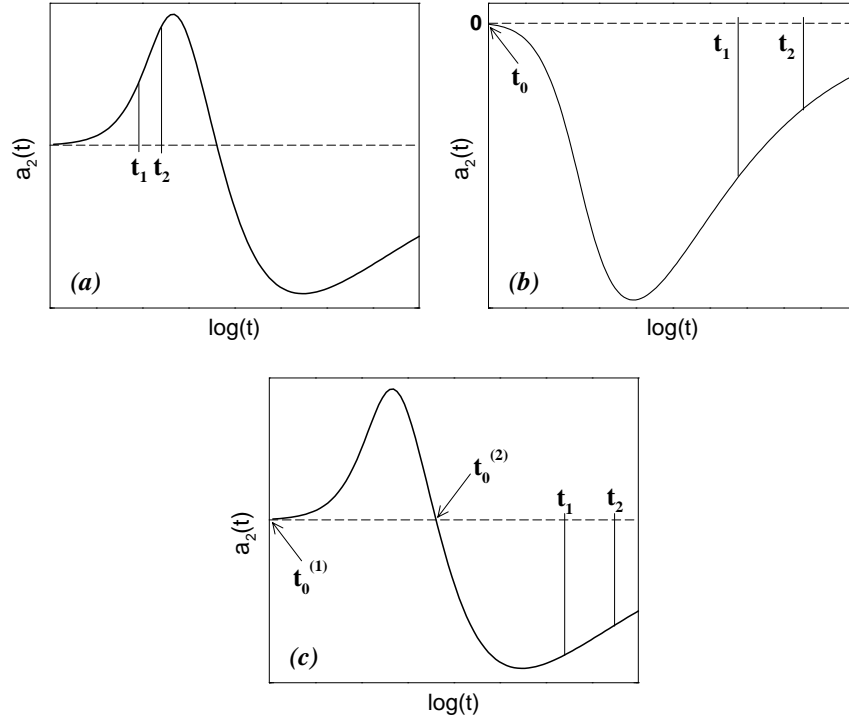 a₂(t)
t₁ t₂
(a)
log(t)
0
t₀
t₁
t₂
a₂(t)
(b)
log(t)
a₂(t)
t₀⁽¹⁾
t₀⁽²⁾
t₁ t₂
(c)
log(t)